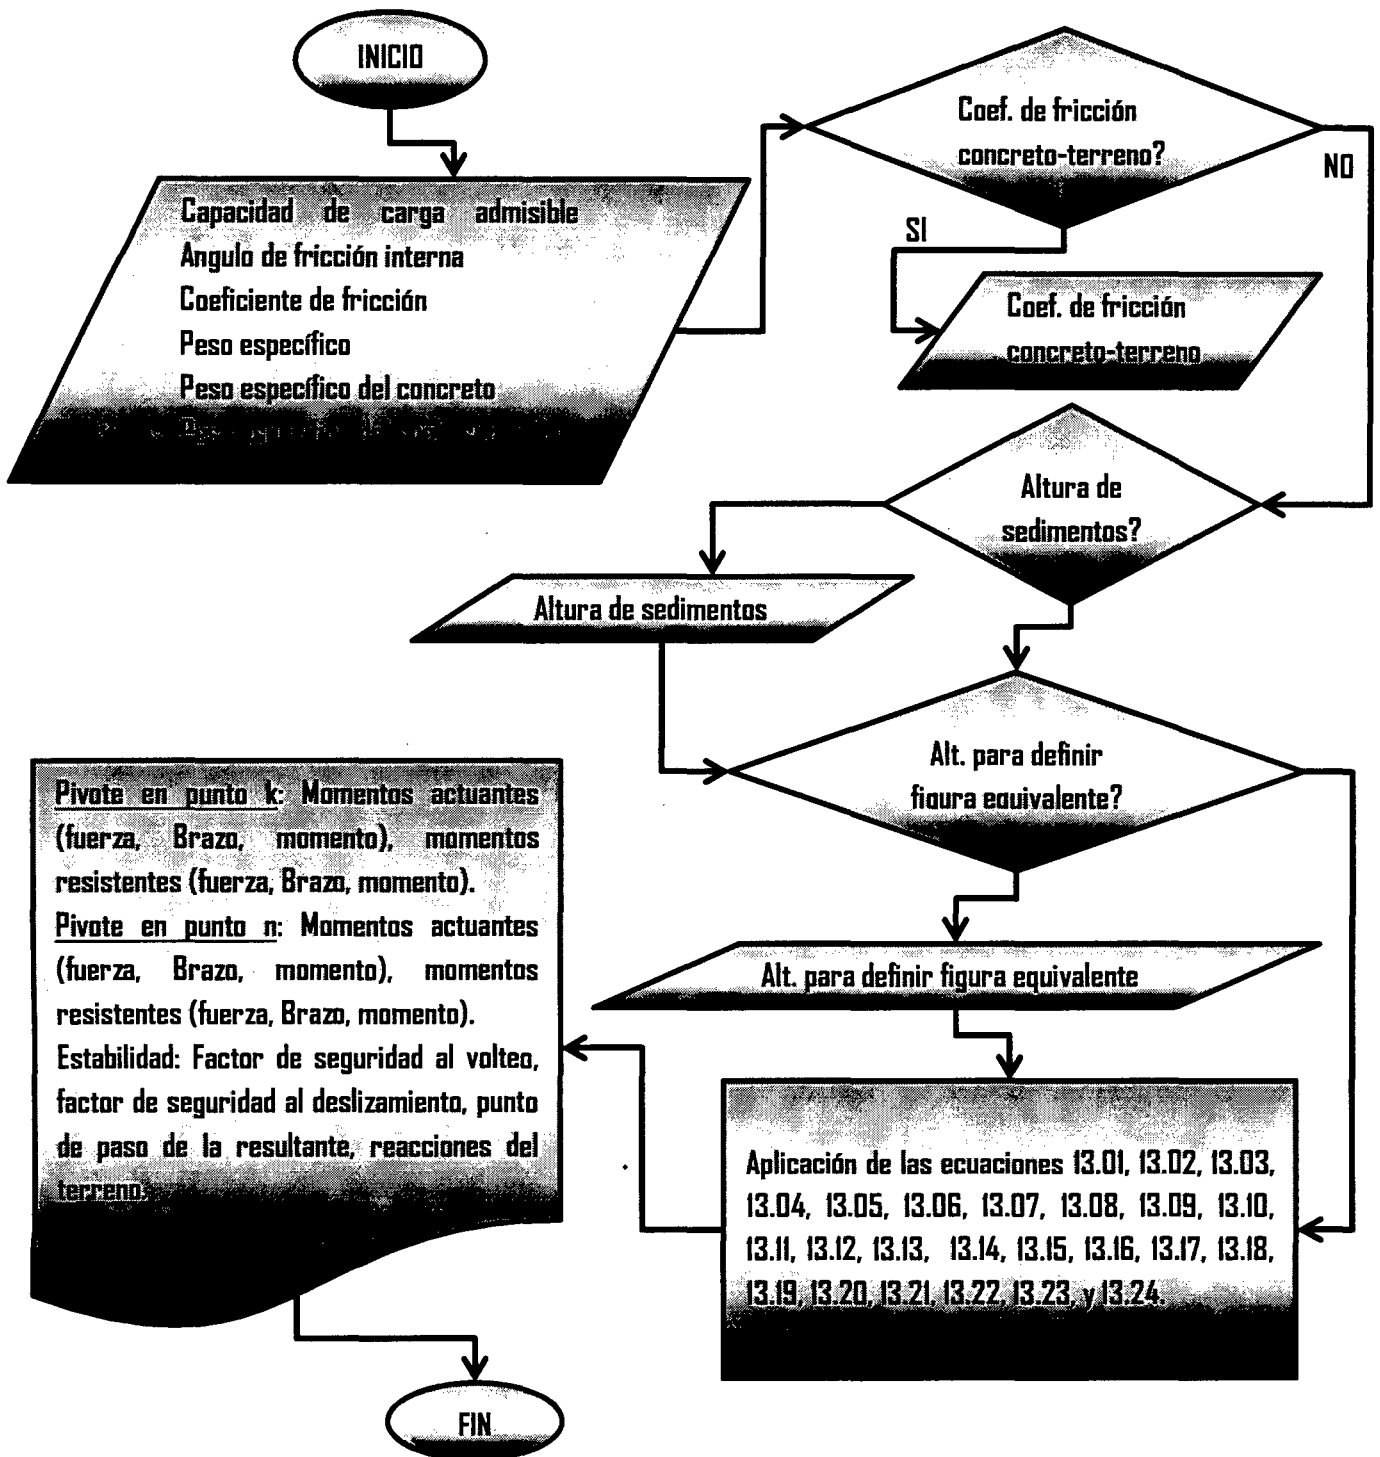 INICIO
Capacidad de carga admisible
Angulo de fricción interna
Coeficiente de fricción
Peso específico
Peso específico del concreto
Coef. de fricción
concreto-terreno?
NO
SI
Coef. de fricción
concreto-terreno
Altura de
sedimentos?
Altura de sedimentos
Alt. para definir
figura equivalente?
Alt. para definir figura equivalente
Aplicación de las ecuaciones 13.01, 13.02, 13.03,
13.04, 13.05, 13.06, 13.07, 13.08, 13.09, 13.10,
13.11, 13.12, 13.13, 13.14, 13.15, 13.16, 13.17, 13.18,
13.19, 13.20, 13.21, 13.22, 13.23, y 13.24.
Pivote en punto k: Momentos actuantes
(fuerza, Brazo, momento), momentos
resistentes (fuerza, Brazo, momento).
Pivote en punto n: Momentos actuantes
(fuerza, Brazo, momento), momentos
resistentes (fuerza, Brazo, momento).
Estabilidad: Factor de seguridad al volteo,
factor de seguridad al deslizamiento, punto
de paso de la resultante, reacciones del
terreno.
FIN